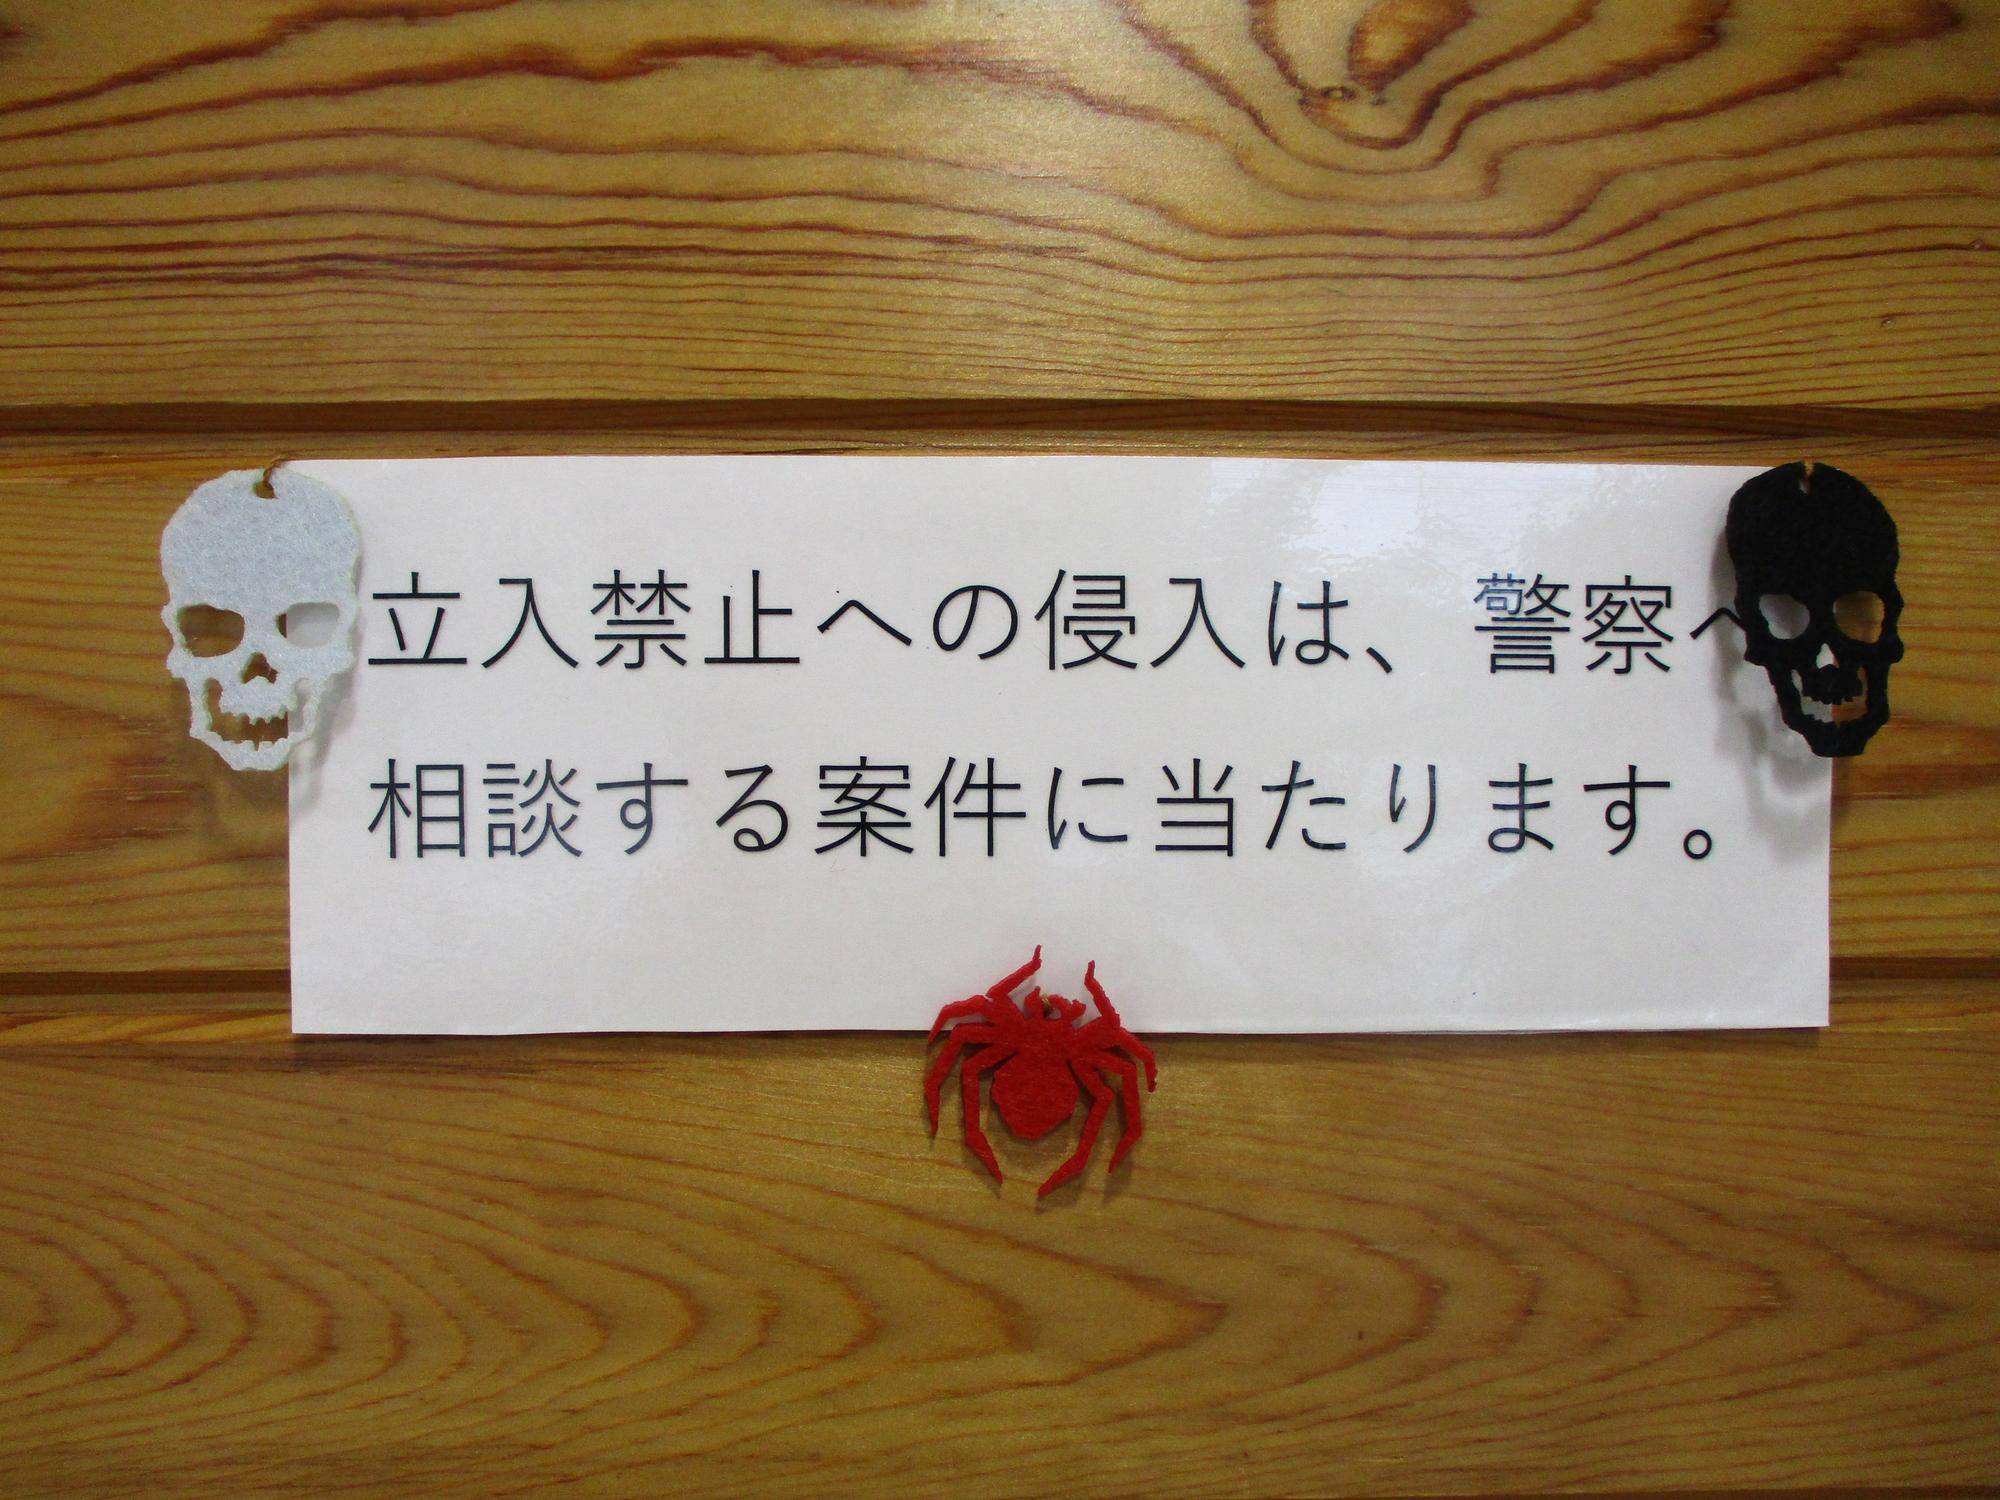 立入禁止への侵入は、警察へ
相談する案件に当たります。